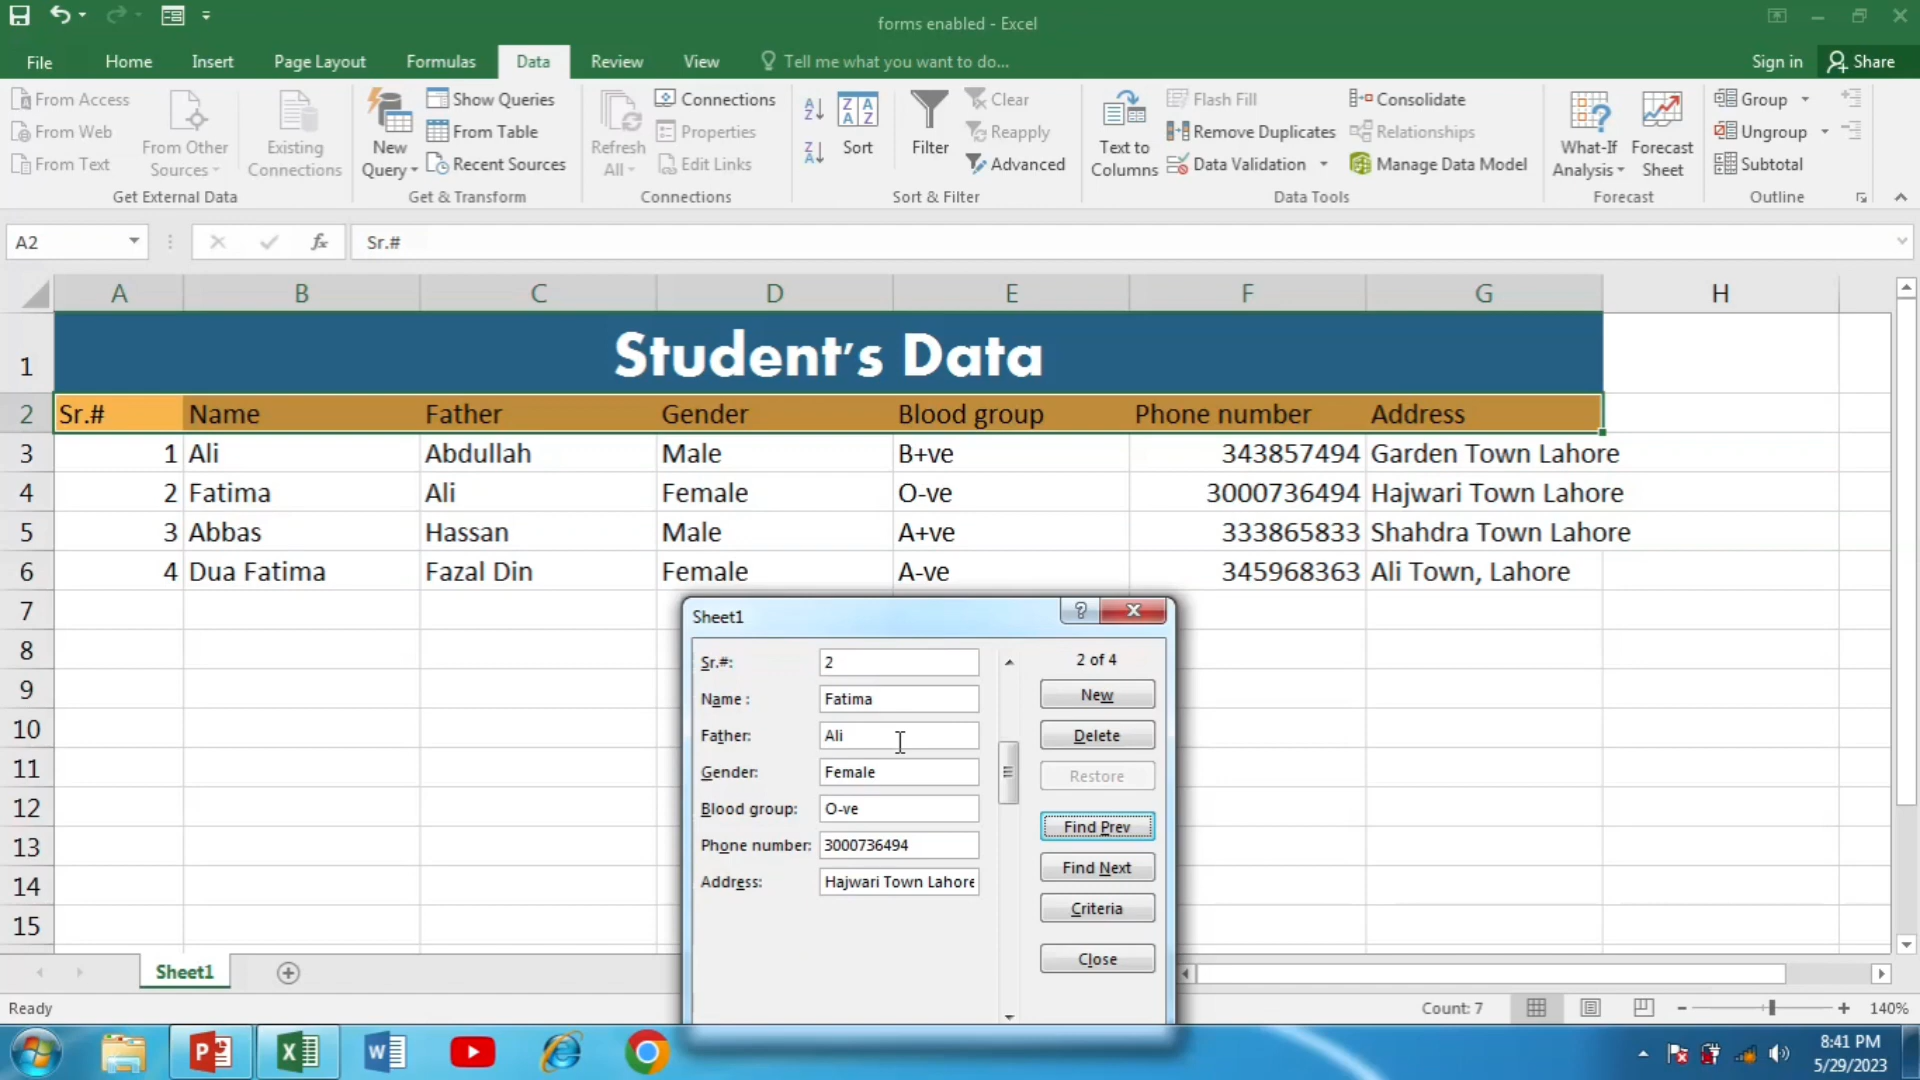 forms enabled - Excel
File Home Insert Page Layout Formulas Data Review View Tell me what you want to do... Sign in Share
From Access
From Web
From Text
From Other Sources
Existing Connections
Get External Data
New Query
Show Queries
From Table
Recent Sources
Get & Transform
Refresh All
Connections
Properties
Edit Links
Connections
Sort
Filter
Clear
Reapply
Advanced
Sort & Filter
Text to Columns
Flash Fill
Remove Duplicates
Data Validation
Consolidate
Relationships
Manage Data Model
Data Tools
What-If Analysis
Forecast Sheet
Forecast
Group
Ungroup
Subtotal
Outline
A2 fx Sr.#
A B C D E F G H
1 Student's Data
2 Sr.# Name Father Gender Blood group Phone number Address
3 1 Ali Abdullah Male B+ve 343857494 Garden Town Lahore
4 2 Fatima Ali Female O-ve 3000736494 Hajwari Town Lahore
5 3 Abbas Hassan Male A+ve 333865833 Shahdra Town Lahore
6 4 Dua Fatima Fazal Din Female A-ve 345968363 Ali Town, Lahore
7
8
9
10
11
12
13
14
15
Sheet1
Sr.#: 2
Name : Fatima
Father: Ali
Gender: Female
Blood group: O-ve
Phone number: 3000736494
Address: Hajwari Town Lahore
2 of 4
New
Delete
Restore
Find Prev
Find Next
Criteria
Close
Sheet1
Ready Count: 7 140%
8:41 PM
5/29/2023